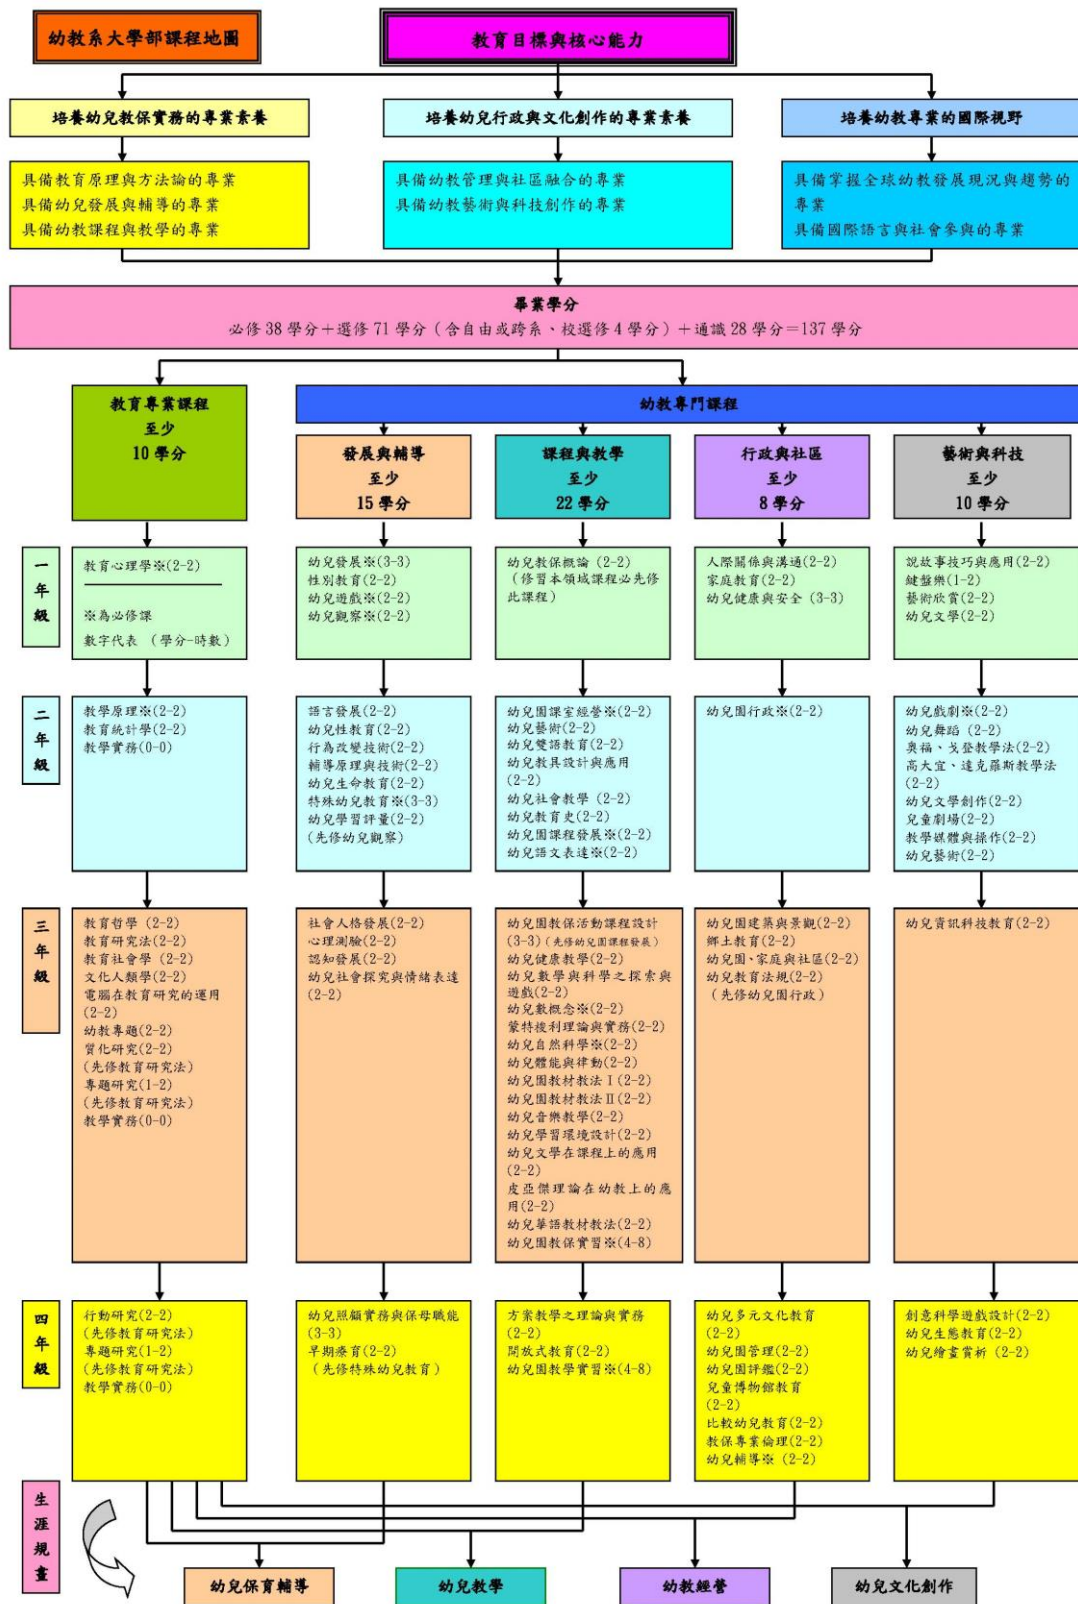 幼教系大學部課程地圖
教育目標與核心能力
培養幼兒教保實務的專業素養
培養幼兒行政與文化創作的專業素養
培養幼教專業的國際視野
具備教育原理與方法論的專業
具備幼兒發展與輔導的專業
具備幼教課程與教學的專業
具備幼教管理與社區融合的專業
具備幼教藝術與科技創作的專業
具備掌握全球幼教發展現況與趨勢的
專業
具備國際語言與社會參與的專業
畢業學分
必修 38 學分+選修 71 學分(含自由或跨系、校選修 4 學分)+通識 28 學分=137 學分
教育專業課程
至少
10 學分
幼教專門課程
發展與輔導
至少
15 學分
課程與教學
至少
22 學分
行政與社區
至少
8 學分
藝術與科技
至少
10 學分
一年級
教育心理學※(2-2)
※為必修課
數字代表 (學分-時數)
幼兒發展※(3-3)
性別教育(2-2)
幼兒遊戲※(2-2)
幼兒觀察※(2-2)
幼兒教保概論 (2-2)
(修習本領域課程必先修
此課程)
人際關係與溝通(2-2)
家庭教育(2-2)
幼兒健康與安全 (3-3)
說故事技巧與應用(2-2)
鍵盤樂(1-2)
藝術欣賞(2-2)
幼兒文學(2-2)
二年級
教學原理※(2-2)
教育統計學(2-2)
教學實務(0-0)
語言發展(2-2)
幼兒性教育(2-2)
行為改變技術(2-2)
輔導原理與技術(2-2)
幼兒生命教育(2-2)
特殊幼兒教育※(3-3)
幼兒學習評量(2-2)
(先修幼兒觀察)
幼兒園課室經營※(2-2)
幼兒藝術(2-2)
幼兒雙語教育(2-2)
幼兒教具設計與應用
(2-2)
幼兒社會教學 (2-2)
幼兒教育史(2-2)
幼兒園課程發展※(2-2)
幼兒語文表達※(2-2)
幼兒園行政※(2-2)
幼兒戲劇※(2-2)
幼兒舞蹈 (2-2)
奧福、戈登教學法(2-2)
高大宜、達克羅斯教學法
(2-2)
幼兒文學創作(2-2)
兒童劇場(2-2)
教學媒體與操作(2-2)
幼兒藝術(2-2)
三年級
教育哲學 (2-2)
教育研究法(2-2)
教育社會學 (2-2)
文化人類學(2-2)
電腦在教育研究的運用
(2-2)
幼教專題(2-2)
質化研究(2-2)
(先修教育研究法)
專題研究(1-2)
(先修教育研究法)
教學實務(0-0)
社會人格發展(2-2)
心理測驗(2-2)
認知發展(2-2)
幼兒社會探究與情緒表達
(2-2)
幼兒園教保活動課程設計
(3-3)(先修幼兒園課程發展)
幼兒健康教學(2-2)
幼兒數學與科學之探索與
遊戲(2-2)
幼兒數概念※(2-2)
蒙特梭利理論與實務(2-2)
幼兒自然科學※(2-2)
幼兒體能與律動(2-2)
幼兒園教材教法 I (2-2)
幼兒園教材教法 II (2-2)
幼兒音樂教學(2-2)
幼兒學習環境設計(2-2)
幼兒文學在課程上的應用
(2-2)
皮亞傑理論在幼教上的應
用(2-2)
幼兒華語教材教法(2-2)
幼兒園教保實習※(4-8)
幼兒園建築與景觀(2-2)
鄉土教育(2-2)
幼兒園、家庭與社區(2-2)
幼兒教育法規(2-2)
(先修幼兒園行政)
幼兒資訊科技教育(2-2)
四年級
行動研究(2-2)
(先修教育研究法)
專題研究(1-2)
(先修教育研究法)
教學實務(0-0)
幼兒照顧實務與保母職能
(3-3)
早期療育(2-2)
(先修特殊幼兒教育)
方案教學之理論與實務
(2-2)
開放式教育(2-2)
幼兒園教學實習※(4-8)
幼兒多元文化教育
(2-2)
幼兒園管理(2-2)
幼兒園評鑑(2-2)
兒童博物館教育
(2-2)
比較幼兒教育(2-2)
教保專業倫理(2-2)
幼兒輔導※ (2-2)
創意科學遊戲設計(2-2)
幼兒生態教育(2-2)
幼兒繪畫賞析 (2-2)
生涯規畫
幼兒保育輔導
幼兒教學
幼教經營
幼兒文化創作